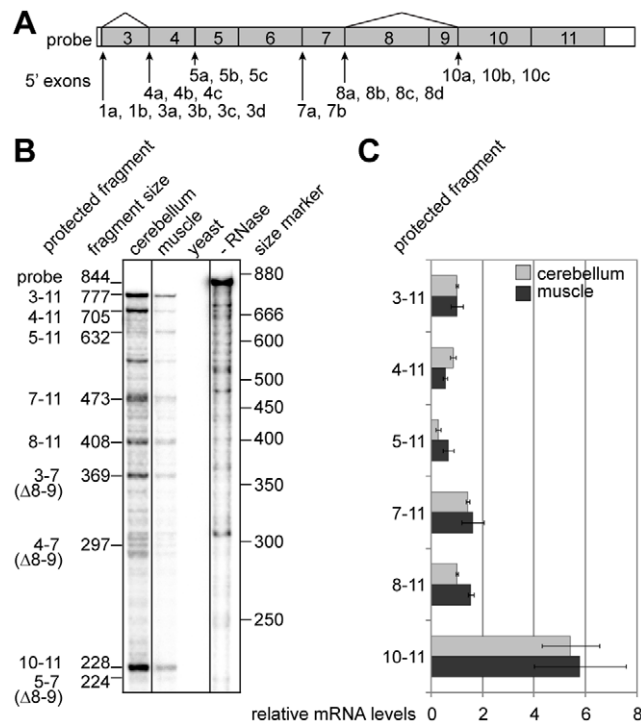 A
probe 3 4 5 6 7 8 9 10 11
5' exons
5a, 5b, 5c
10a, 10b, 10c
4a, 4b, 4c
8a, 8b, 8c, 8d
1a, 1b, 3a, 3b, 3c, 3d
7a, 7b
B
protected fragment
fragment size
cerebellum
muscle
yeast
- RNase
size marker
probe 844
3-11 777
4-11 705
5-11 632
7-11 473
8-11 408
3-7 369
(Δ8-9)
4-7 297
(Δ8-9)
10-11 228
5-7 224
(Δ8-9)
880
666
600
500
450
400
350
300
250
C
protected fragment
cerebellum
muscle
3-11
4-11
5-11
7-11
8-11
10-11
relative mRNA levels 0 2 4 6 8